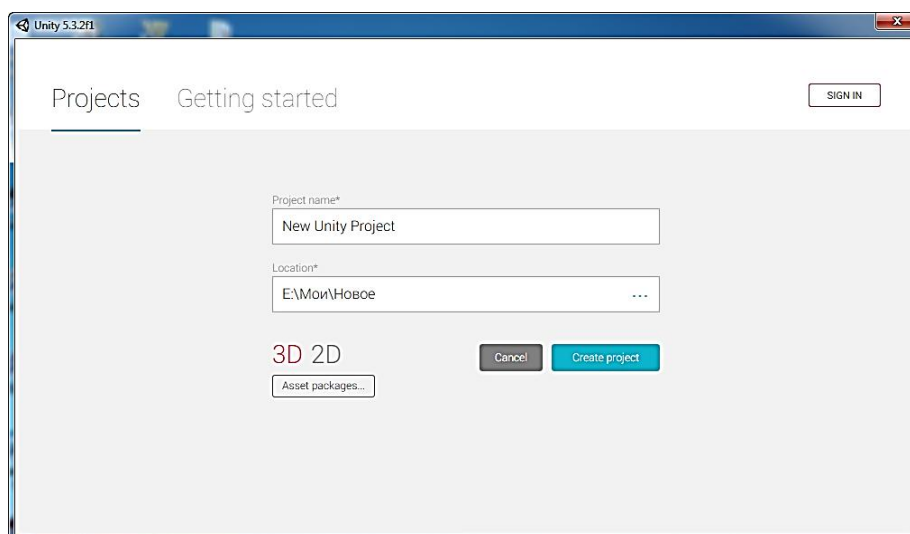 Unity 5.3.2f1
Projects Getting started SIGN IN
Project name*
New Unity Project
Location*
E:\Мои\Новое ...
3D 2D Cancel Create project
Asset packages...